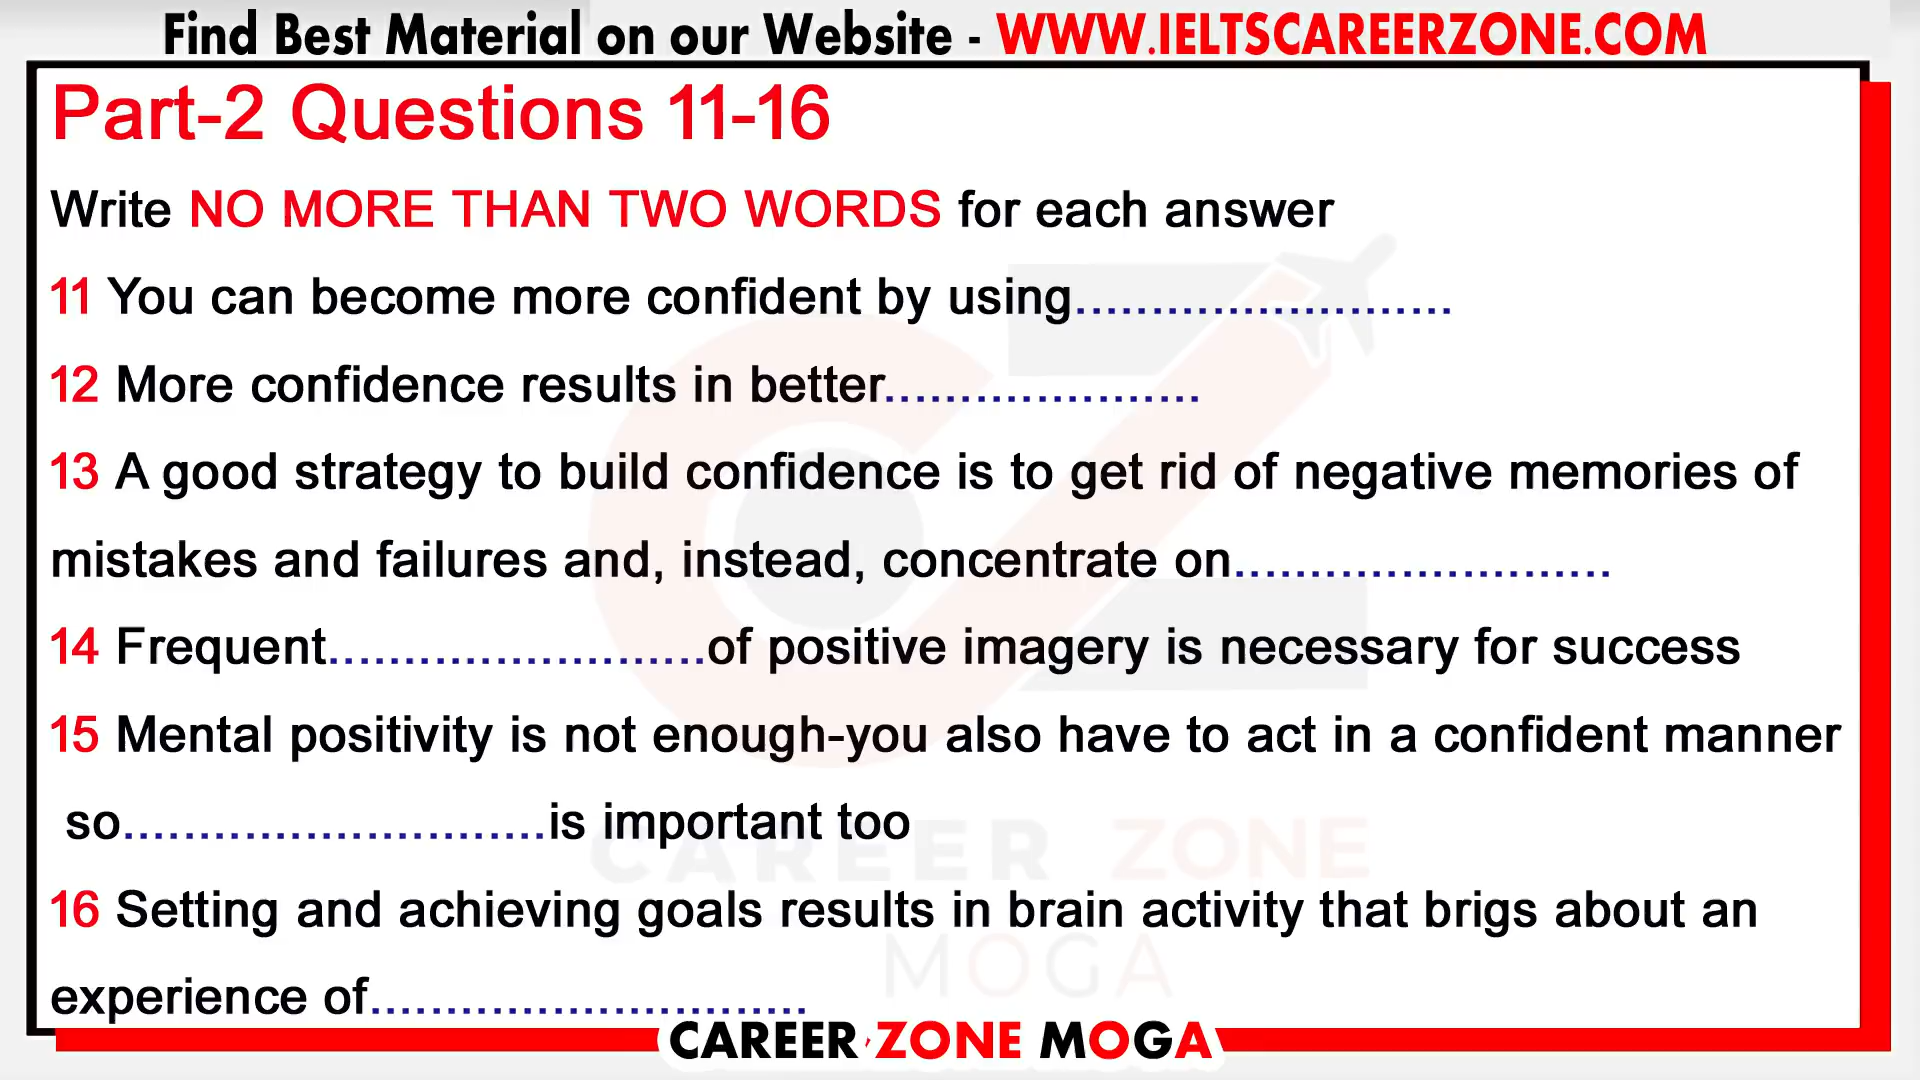 Find Best Material on our Website - WWW.IELTSCAREERZONE.COM
Part-2 Questions 11-16
Write NO MORE THAN TWO WORDS for each answer
11 You can become more confident by using.........................
12 More confidence results in better.....................
13 A good strategy to build confidence is to get rid of negative memories of
mistakes and failures and, instead, concentrate on.........................
14 Frequent.........................of positive imagery is necessary for success
15 Mental positivity is not enough-you also have to act in a confident manner
so............................is important too
16 Setting and achieving goals results in brain activity that brigs about an
experience of.............................
CAREER ZONE
MOGA
CAREER ZONE MOGA